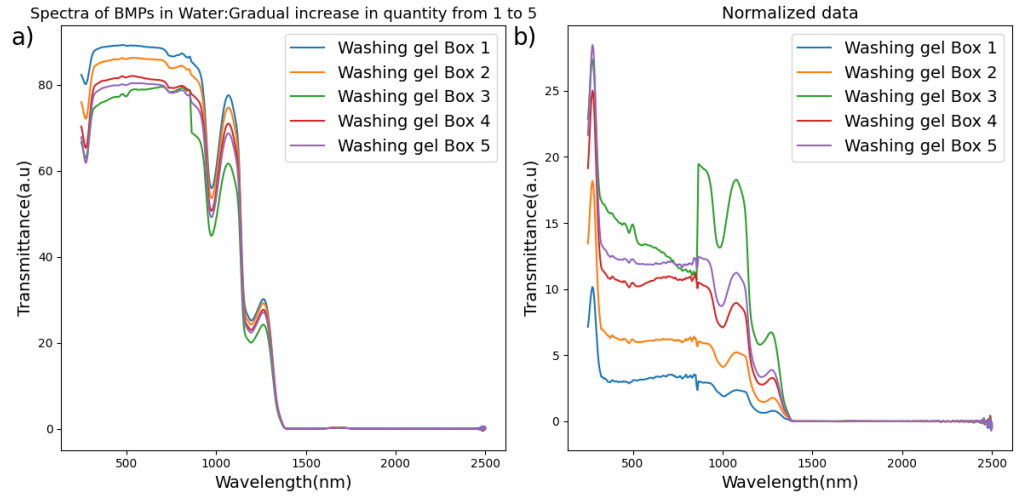 Spectra of BMPs in Water:Gradual increase in quantity from 1 to 5
a)
Washing gel Box 1
Washing gel Box 2
Washing gel Box 3
Washing gel Box 4
Washing gel Box 5
80
60
40
20
0
Transmittance(a.u)
500
1000
1500
2000
2500
Wavelength(nm)
Normalized data
b)
Washing gel Box 1
Washing gel Box 2
Washing gel Box 3
Washing gel Box 4
Washing gel Box 5
25
20
15
10
5
0
Transmittance(a.u)
500
1000
1500
2000
2500
Wavelength(nm)